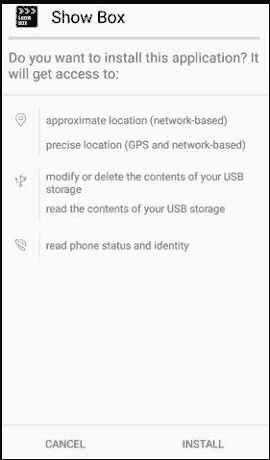 SHOW
BOX
Show Box
Do you want to install this application? It
will get access to:
approximate location (network-based)
precise location (GPS and network-based)
modify or delete the contents of your USB
storage
read the contents of your USB storage
read phone status and identity
CANCEL INSTALL